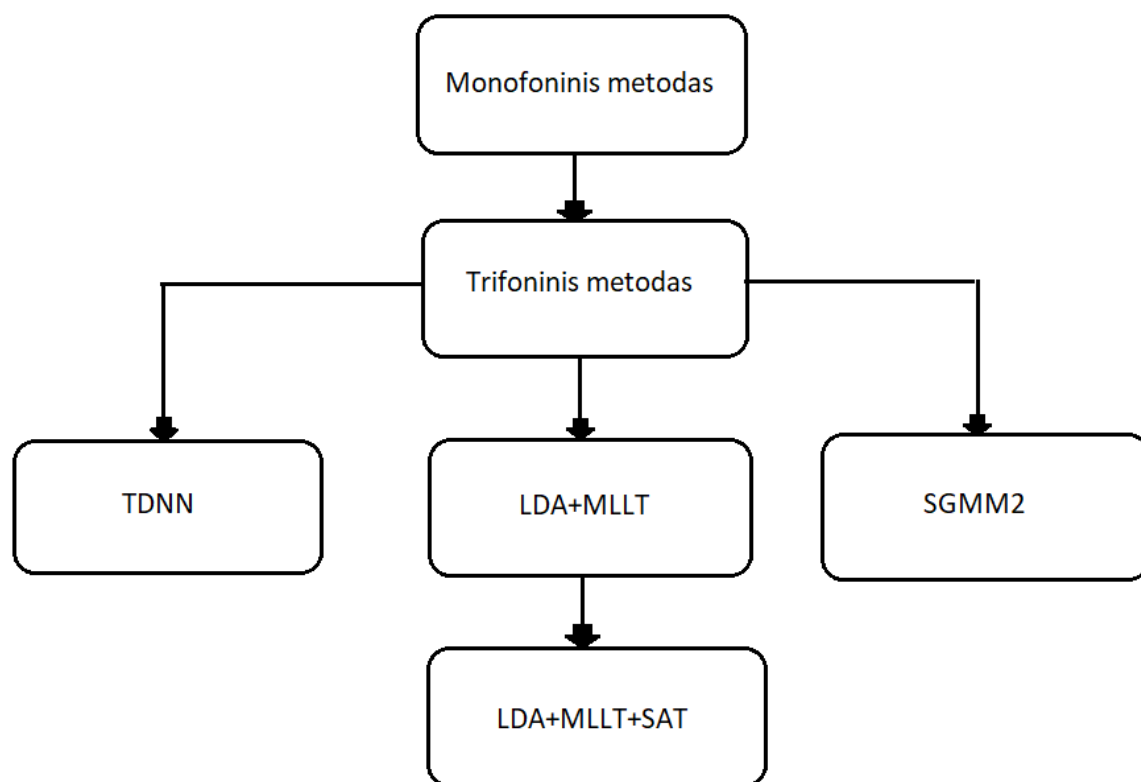 Monofoninis metodas
Trifoninis metodas
TDNN
LDA+MLLT
SGMM2
LDA+MLLT+SAT